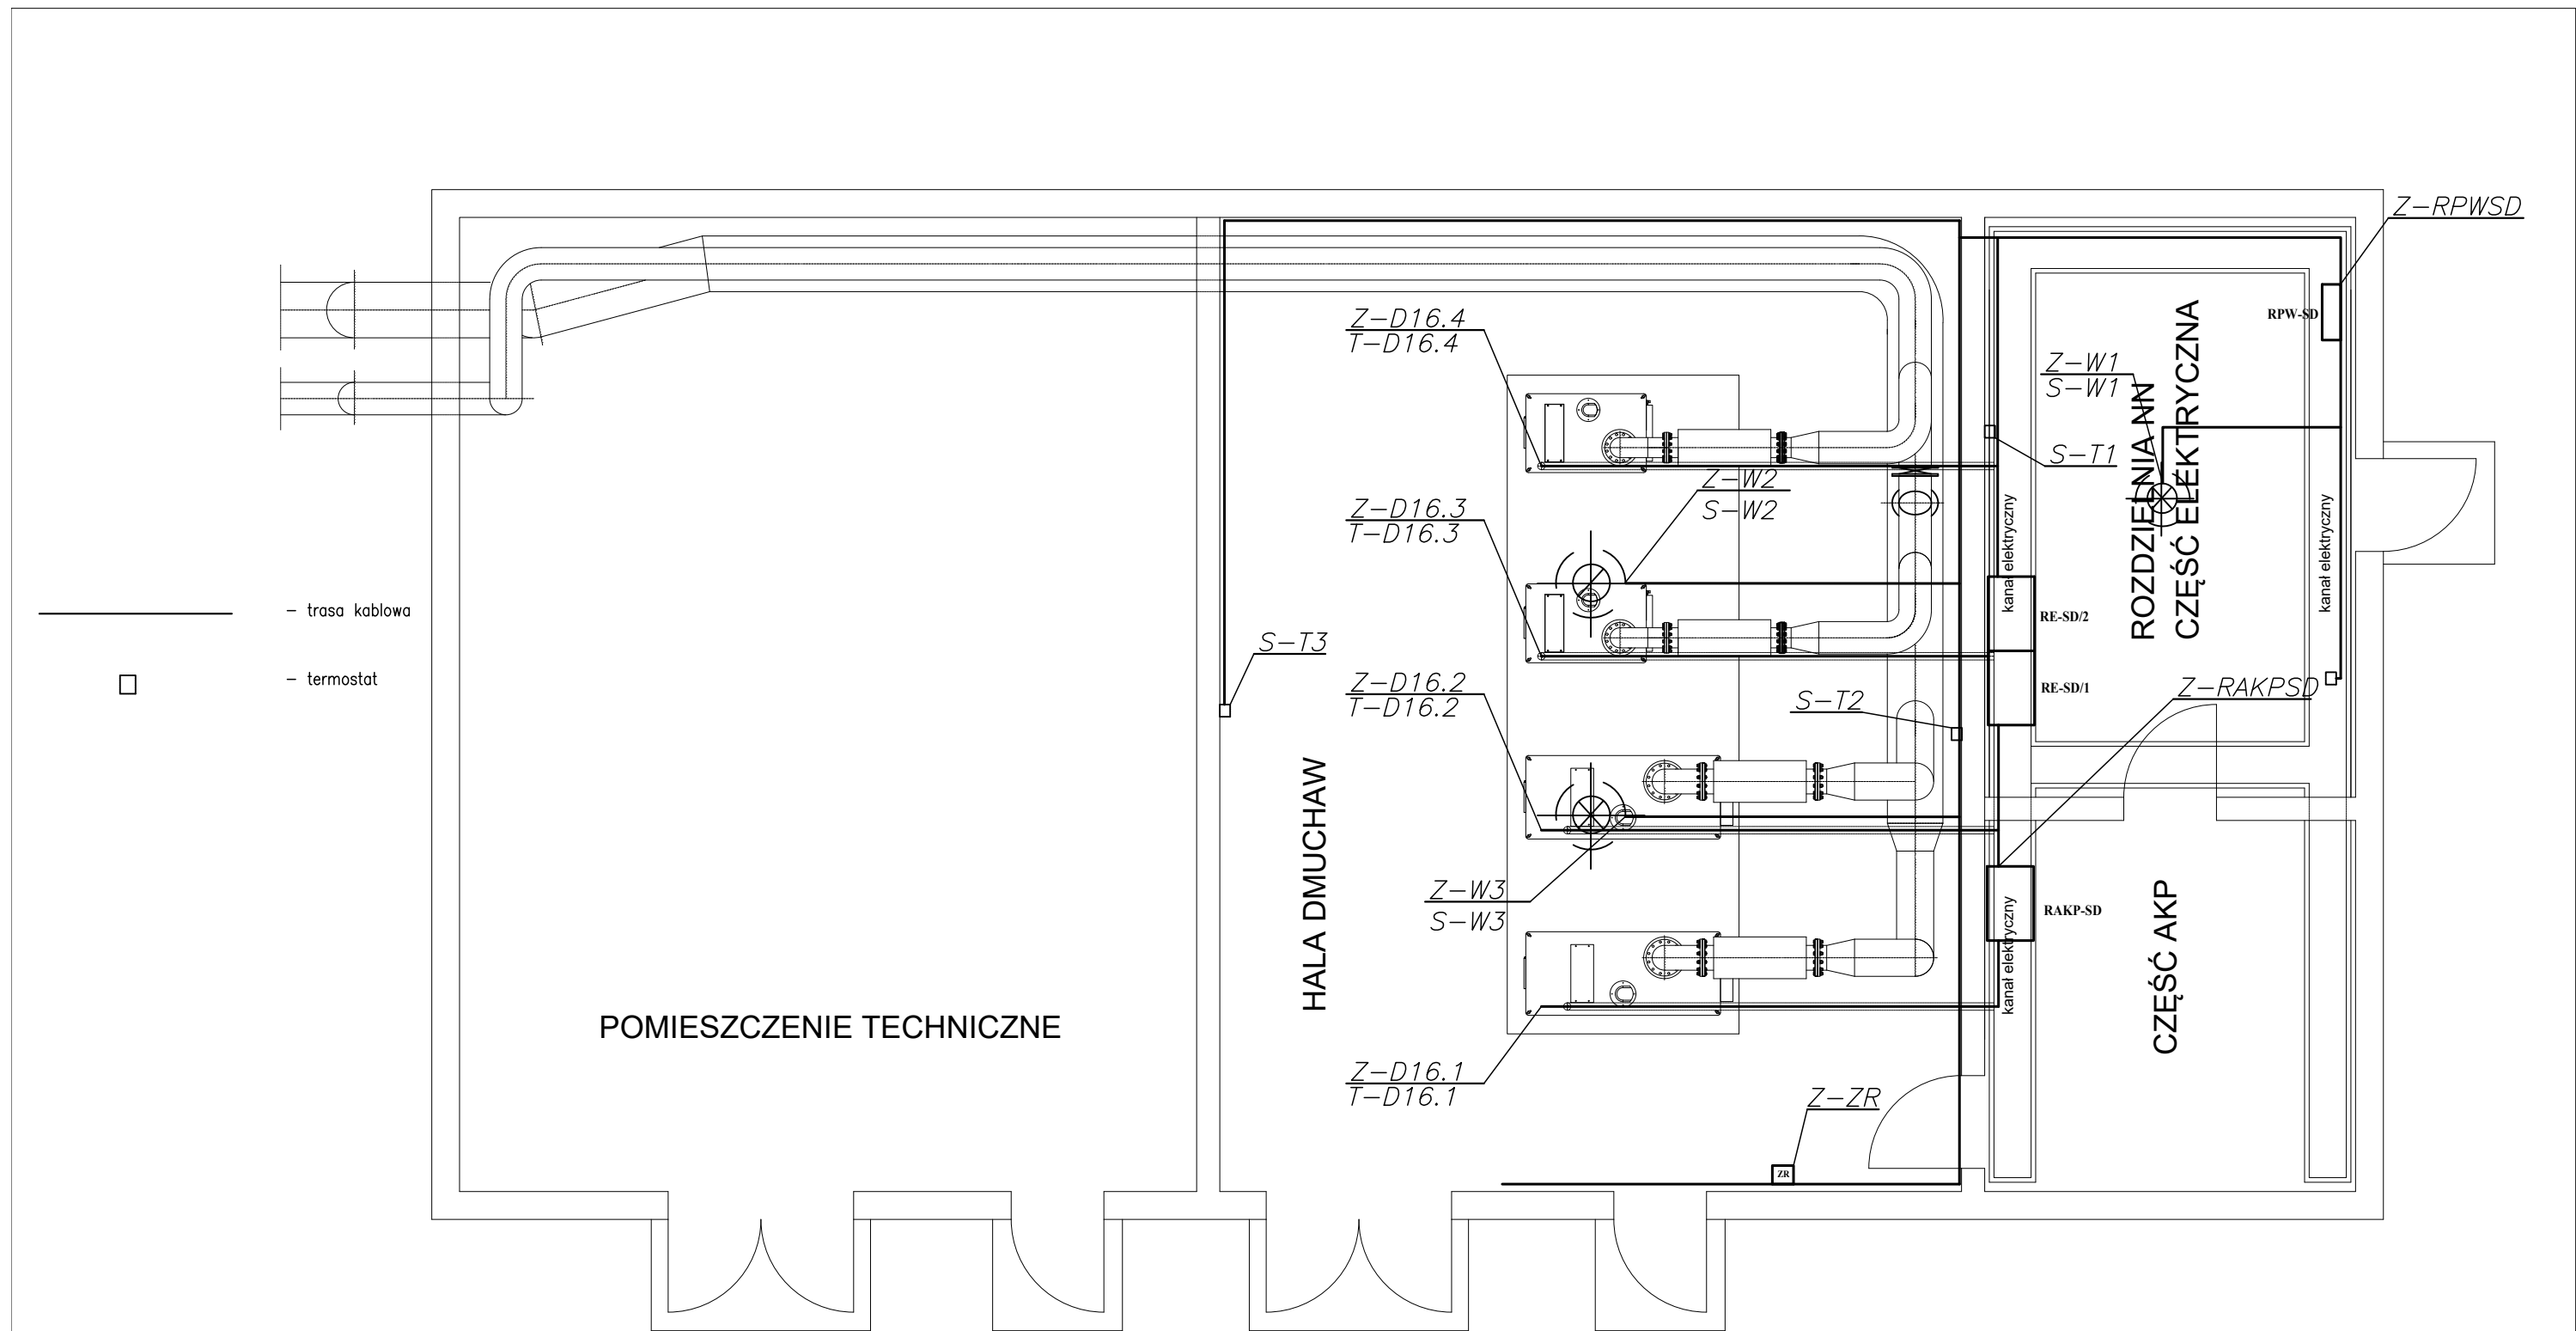 Z-RPWSD
RPW-SD
Z-D16.4
T-D16.4
Z-W1
S-W1
ROZDZIELNIA NN
CZĘŚĆ ELEKTRYCZNA
S-T1
Z-W2
S-W2
Z-D16.3
T-D16.3
kanał elektryczny
kanał elektryczny
– trasa kablowa
RE-SD/2
S-T3
– termostat
Z-D16.2
T-D16.2
S-T2
RE-SD/1
Z-RAKPSD
HALA DMUCHAW
Z-W3
S-W3
RAKP-SD
kanał elektryczny
CZĘŚĆ AKP
POMIESZCZENIE TECHNICZNE
Z-D16.1
T-D16.1
Z-ZR
ZR